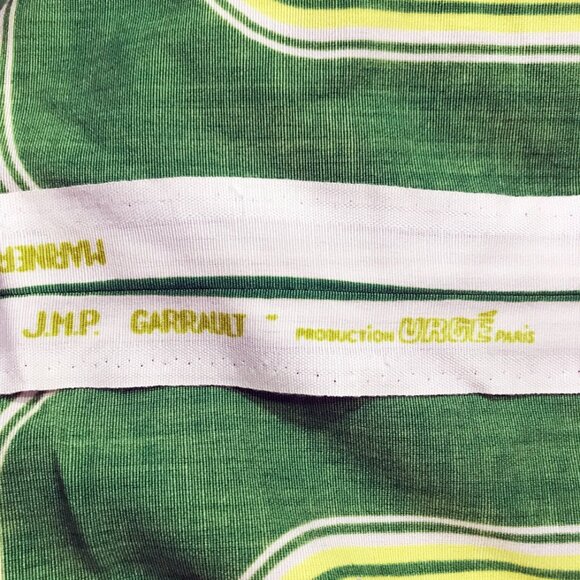 MARINER
J.M.P. GARRAULT - PRODUCTiON URGÉ PARiS